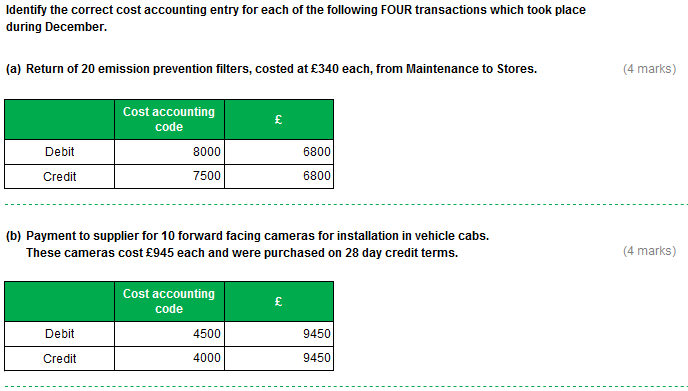 Identify the correct cost accounting entry for each of the following FOUR transactions which took place
during December.
(a) Return of 20 emission prevention filters, costed at £340 each, from Maintenance to Stores.
(4 marks)
Cost accounting
code
£
Debit 8000 6800
Credit 7500 6800
(b) Payment to supplier for 10 forward facing cameras for installation in vehicle cabs.
These cameras cost £945 each and were purchased on 28 day credit terms.
(4 marks)
Cost accounting
code
£
Debit 4500 9450
Credit 4000 9450